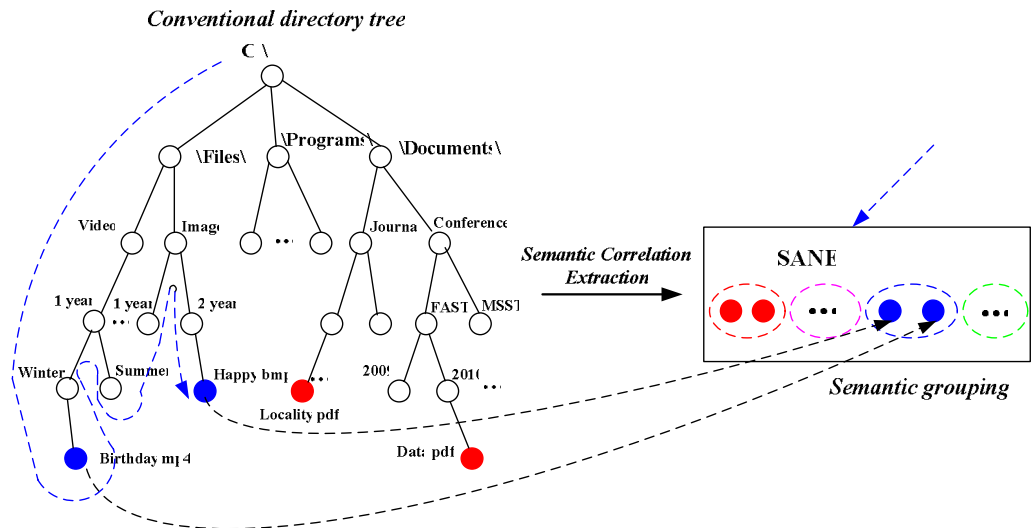 Conventional directory tree
C \
\Programs\
\Files\
\Documents\
Video
Image
Journa
Conference
Semantic Correlation
Extraction
SANE
1 year
1 year
2 year
FAST
MSST
Winter
Summer
Happy bmp
2009
2010
Locality pdf
Semantic grouping
Birthday mp4
Data pdf